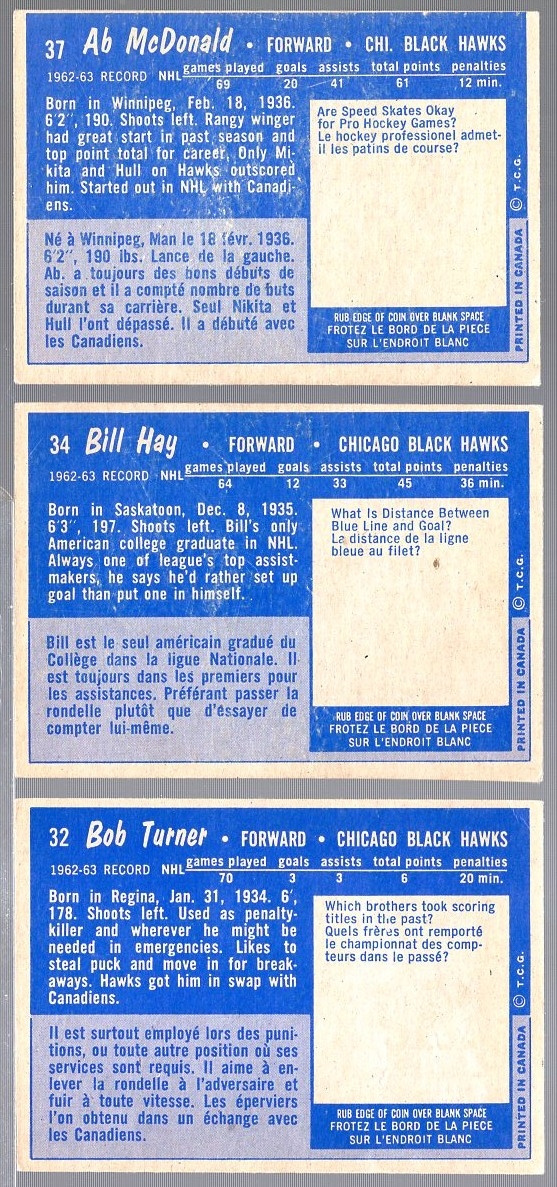 37 Ab McDonald • FORWARD • CHI. BLACK HAWKS
games played goals assists total points penalties
1962-63 RECORD NHL 69 20 41 61 12 min.
Born in Winnipeg, Feb. 18, 1936.
6'2", 190. Shoots left. Rangy winger
had great start in past season and
top point total for career. Only Mi-
kita and Hull on Hawks outscored
him. Started out in NHL with Canadi-
ens.
Né à Winnipeg, Man le 18 févr. 1936.
6'2", 190 lbs. Lance de la gauche.
Ab. a toujours des bons débuts de
saison et il a compté nombre de buts
durant sa carrière. Seul Nikita et
Hull l'ont dépassé. Il a débuté avec
les Canadiens.
Are Speed Skates Okay
for Pro Hockey Games?
Le hockey professionel admet-
il les patins de course?
RUB EDGE OF COIN OVER BLANK SPACE
FROTEZ LE BORD DE LA PIECE
SUR L'ENDROIT BLANC
PRINTED IN CANADA © T.C.G.
34 Bill Hay • FORWARD • CHICAGO BLACK HAWKS
games played goals assists total points penalties
1962-63 RECORD NHL 64 12 33 45 36 min.
Born in Saskatoon, Dec. 8, 1935.
6'3", 197. Shoots left. Bill's only
American college graduate in NHL.
Always one of league's top assist-
makers, he says he'd rather set up
goal than put one in himself.
Bill est le seul américain gradué du
Collège dans la ligue Nationale. Il
est toujours dans les premiers pour
les assistances. Préférant passer la
rondelle plutôt que d'éssayer de
compter lui-même.
What Is Distance Between
Blue Line and Goal?
La distance de la ligne
bleue au filet?
RUB EDGE OF COIN OVER BLANK SPACE
FROTEZ LE BORD DE LA PIECE
SUR L'ENDROIT BLANC
PRINTED IN CANADA © T.C.G.
32 Bob Turner • FORWARD • CHICAGO BLACK HAWKS
games played goals assists total points penalties
1962-63 RECORD NHL 70 3 3 6 20 min.
Born in Regina, Jan. 31, 1934. 6',
178. Shoots left. Used as penalty-
killer and wherever he might be
needed in emergencies. Likes to
steal puck and move in for break-
aways. Hawks got him in swap with
Canadiens.
Il est surtout employé lors des puni-
tions, ou toute autre position où ses
services sont requis. Il aime à en-
lever la rondelle à l'adversaire et
fuir à toute vitesse. Les éperviers
l'on obtenu dans un échange avec
les Canadiens.
Which brothers took scoring
titles in the past?
Quels frères ont remporté
le championnat des comp-
teurs dans le passé?
RUB EDGE OF COIN OVER BLANK SPACE
FROTEZ LE BORD DE LA PIECE
SUR L'ENDROIT BLANC
PRINTED IN CANADA © T.C.G.